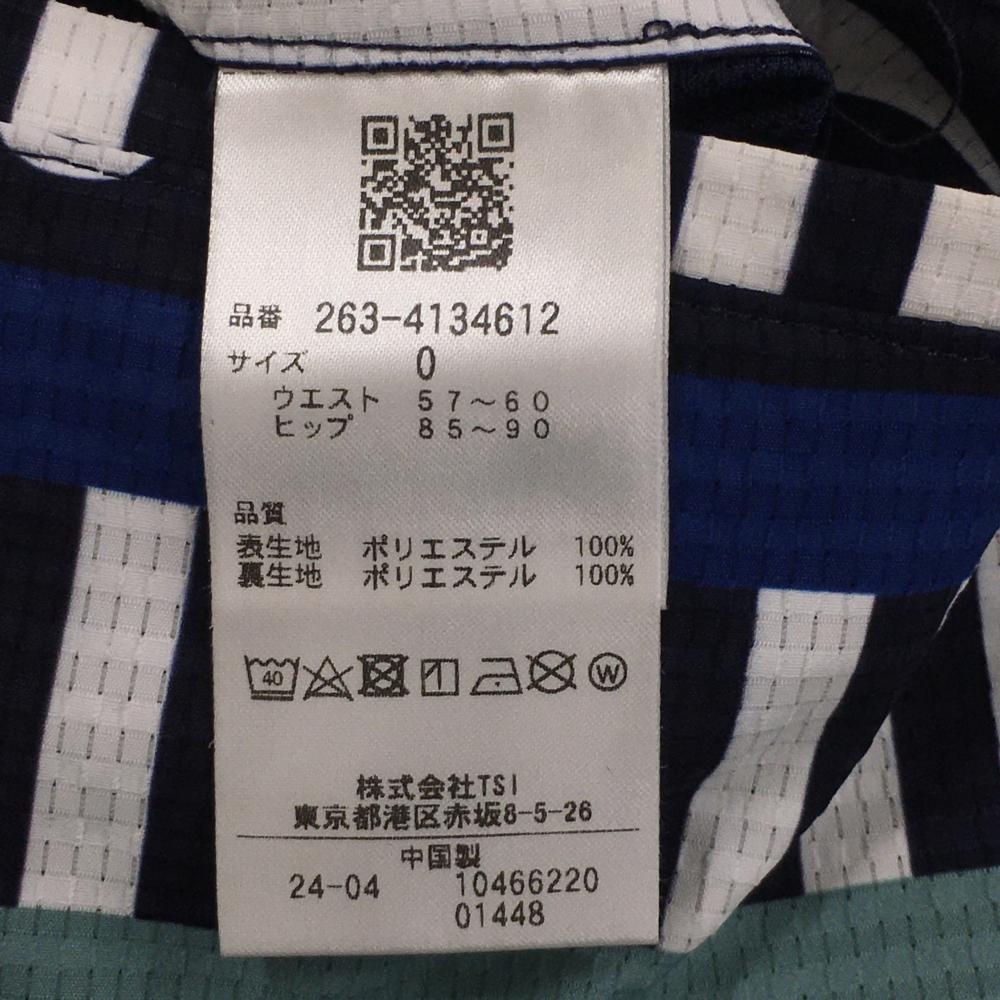 品番 263-4134612
サイズ 0
ウエスト 57～60
ヒップ 85～90
品質
表生地 ポリエステル 100%
裏生地 ポリエステル 100%
40 W
株式会社TSI
東京都港区赤坂8-5-26
中国製
24-04 10466220
01448